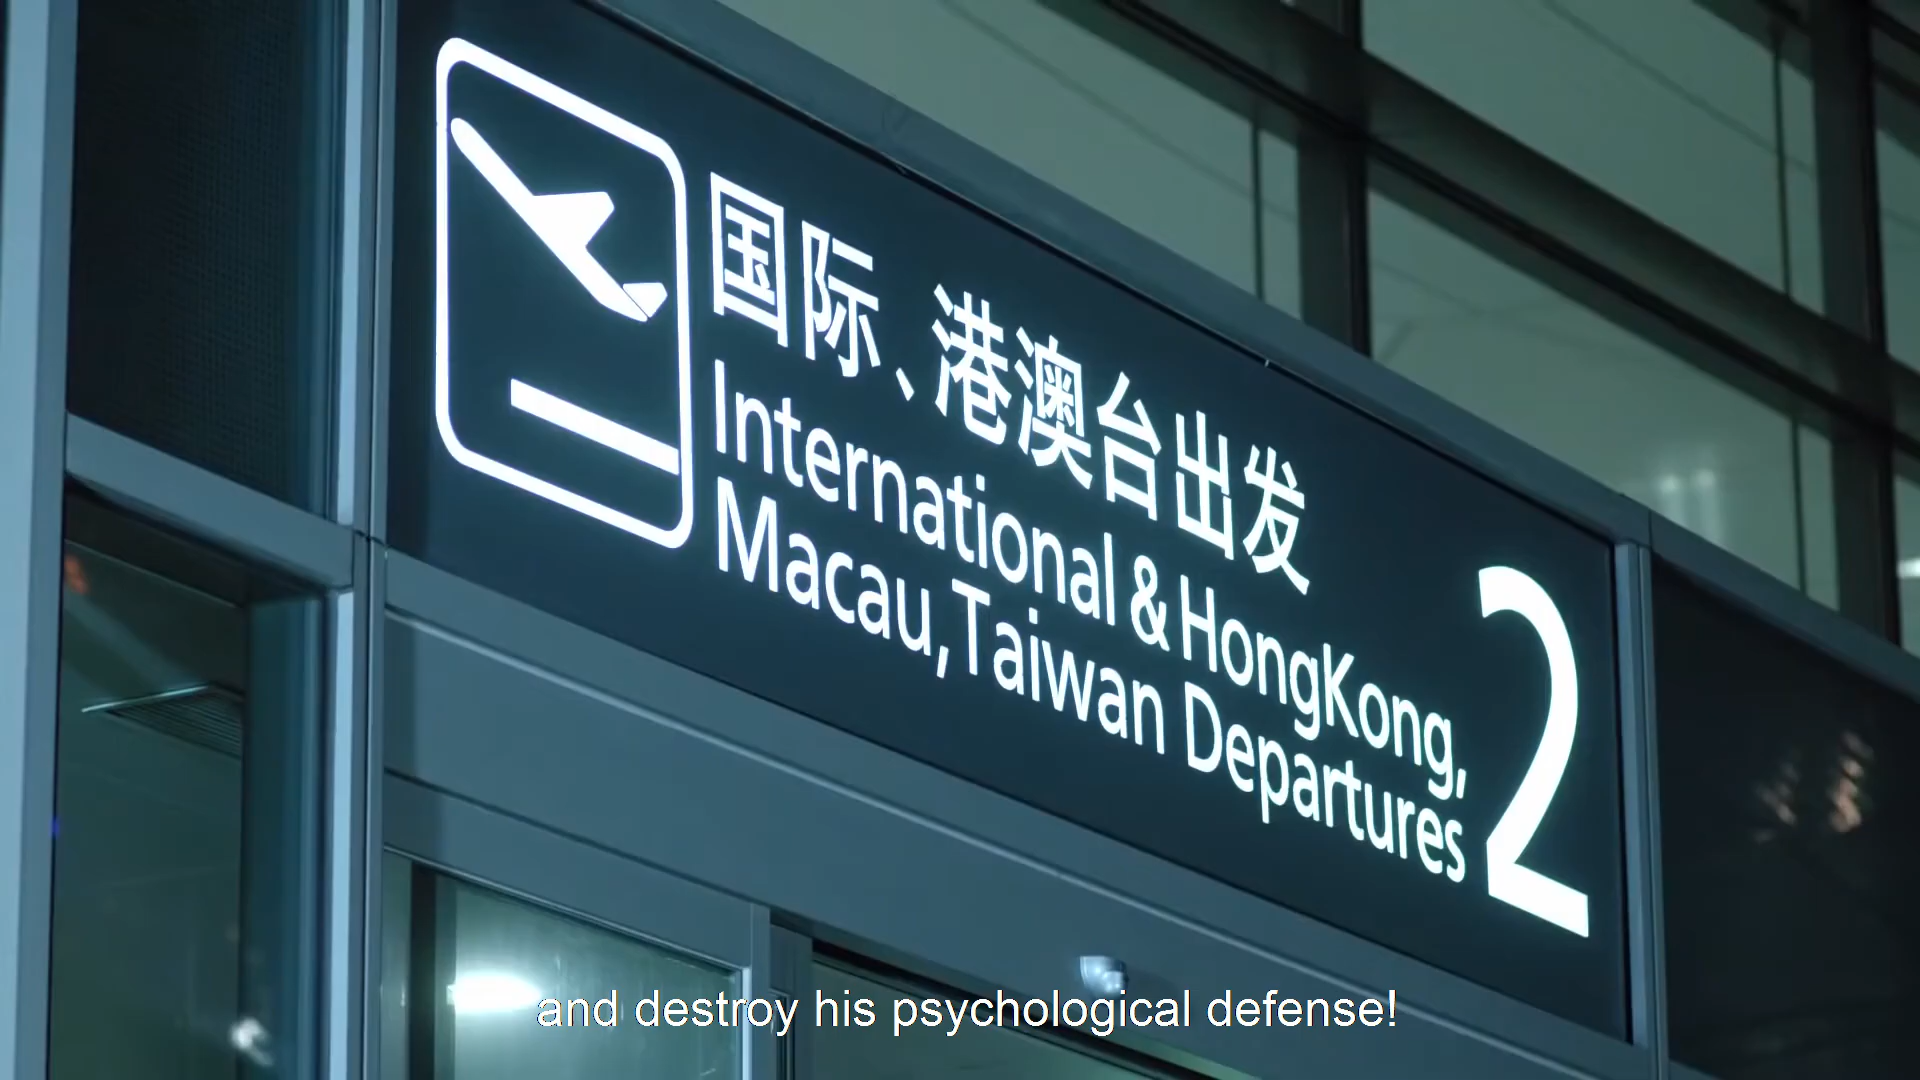 国际、港澳台出发
International & HongKong,
Macau,Taiwan Departures
2
and destroy his psychological defense!